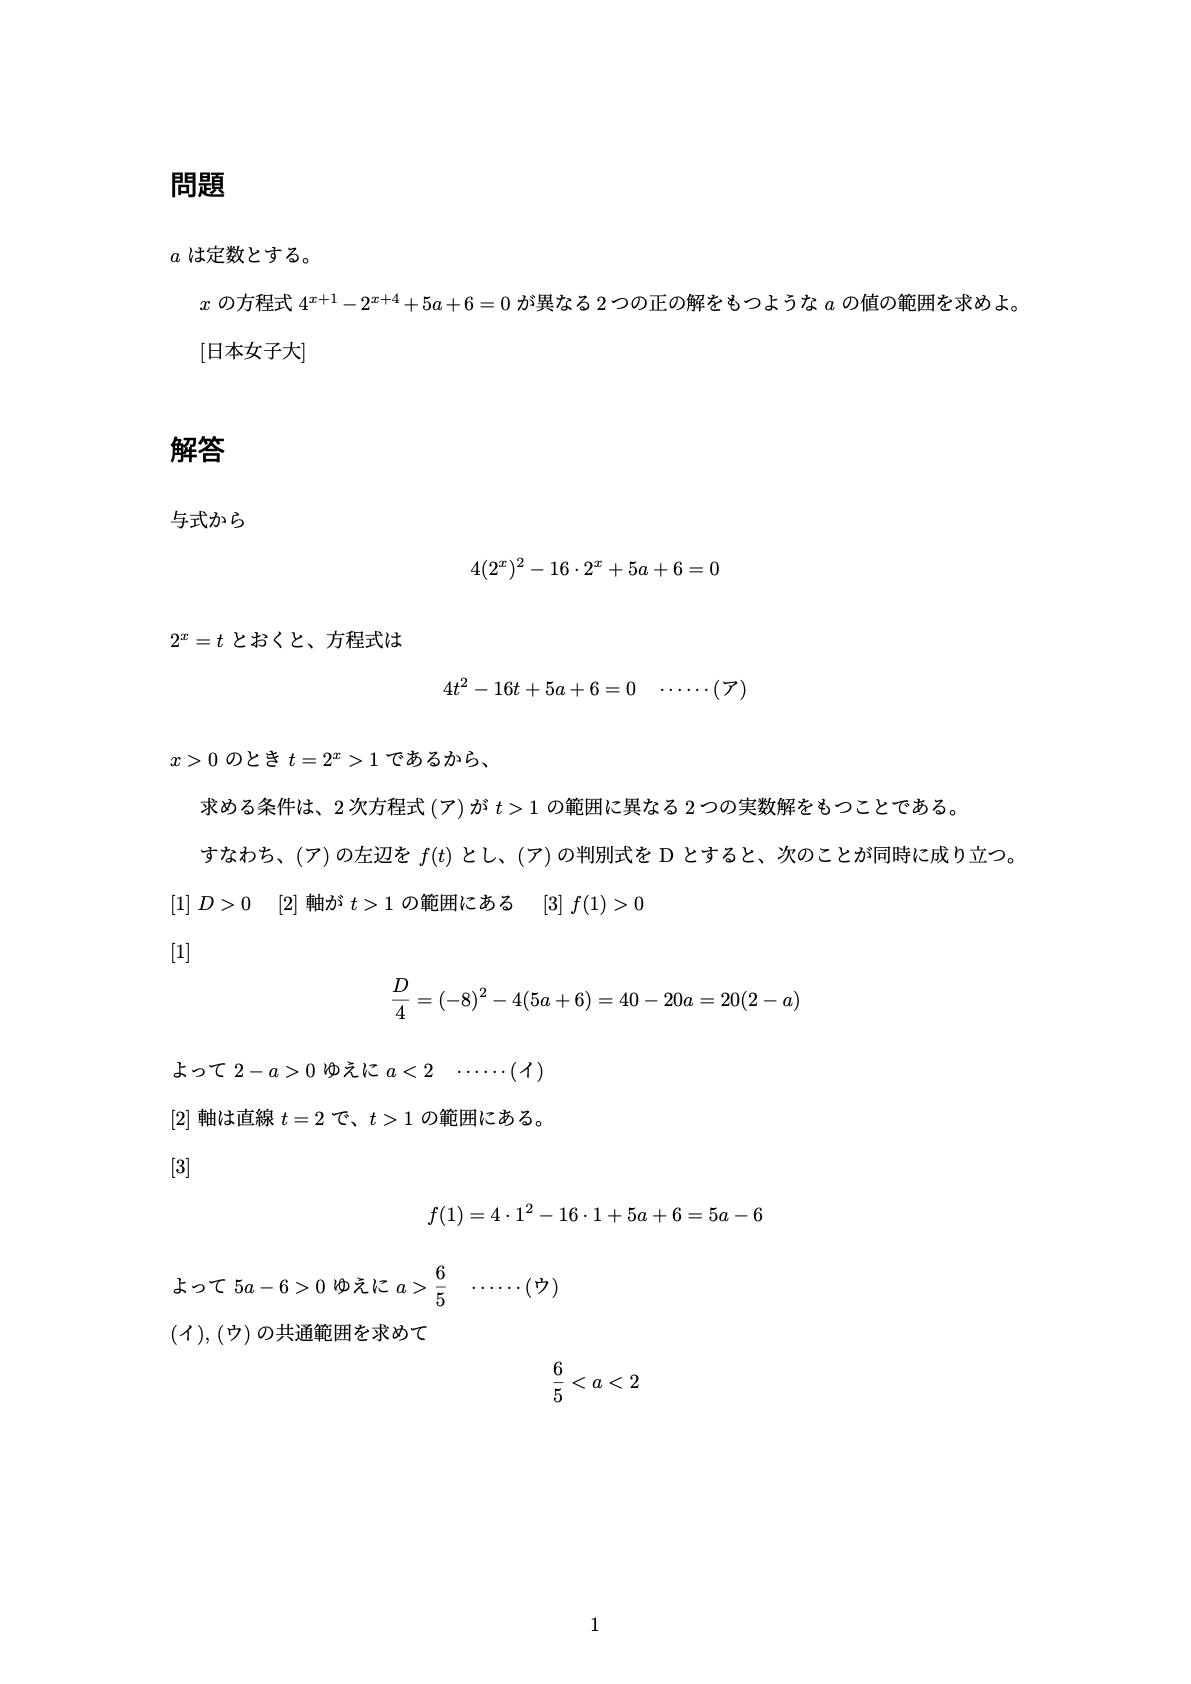 問題
a は定数とする。
x の方程式 4^{x+1} − 2^{x+4} + 5a + 6 = 0 が異なる 2 つの正の解をもつような a の値の範囲を求めよ。
[日本女子大]
解答
与式から
4(2^x)^2 − 16 · 2^x + 5a + 6 = 0
2^x = t とおくと、方程式は
4t^2 − 16t + 5a + 6 = 0 ······(ア)
x > 0 のとき t = 2^x > 1 であるから、
求める条件は、2 次方程式 (ア) が t > 1 の範囲に異なる 2 つの実数解をもつことである。
すなわち、(ア) の左辺を f(t) とし、(ア) の判別式を D とすると、次のことが同時に成り立つ。
[1] D > 0 [2] 軸が t > 1 の範囲にある [3] f(1) > 0
[1]
\frac{D}{4} = (−8)^2 − 4(5a + 6) = 40 − 20a = 20(2 − a)
よって 2 − a > 0 ゆえに a < 2 ······(イ)
[2] 軸は直線 t = 2 で、t > 1 の範囲にある。
[3]
f(1) = 4 · 1^2 − 16 · 1 + 5a + 6 = 5a − 6
よって 5a − 6 > 0 ゆえに a > \frac{6}{5} ······(ウ)
(イ), (ウ) の共通範囲を求めて
\frac{6}{5} < a < 2
1